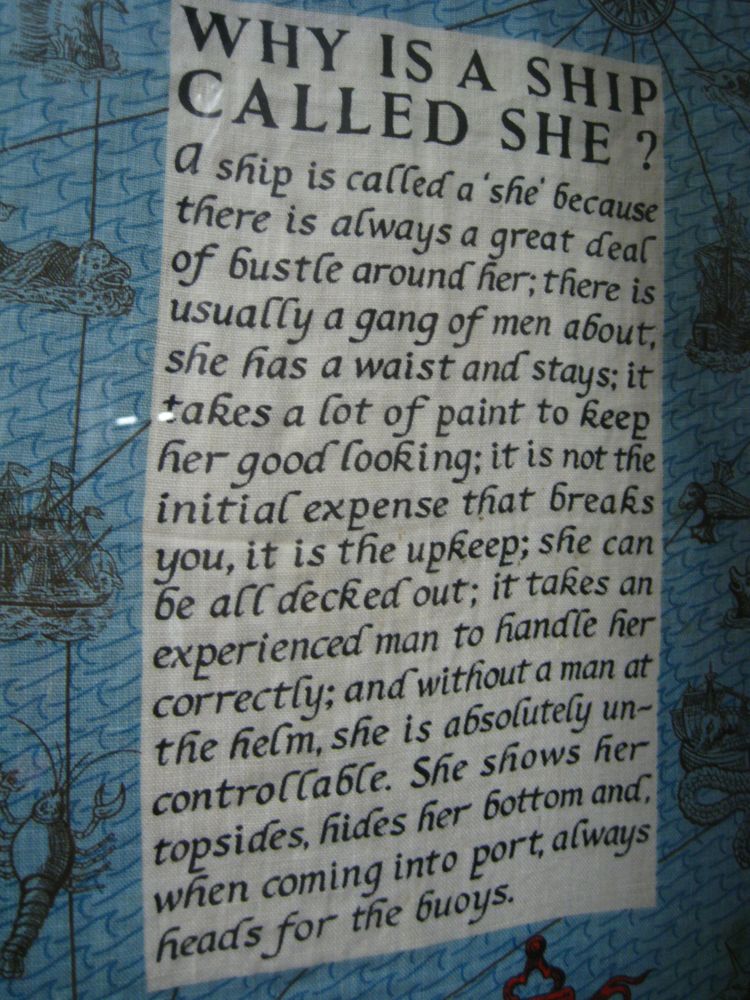 WHY IS A SHIP
CALLED SHE ?
A ship is called a 'she' because
there is always a great deal
of bustle around her; there is
usually a gang of men about,
she has a waist and stays; it
takes a lot of paint to keep
her good looking; it is not the
initial expense that breaks
you, it is the upkeep; she can
be all decked out; it takes an
experienced man to handle her
correctly; and without a man at
the helm, she is absolutely un-
controllable. She shows her
topsides, hides her bottom and,
when coming into port, always
heads for the buoys.